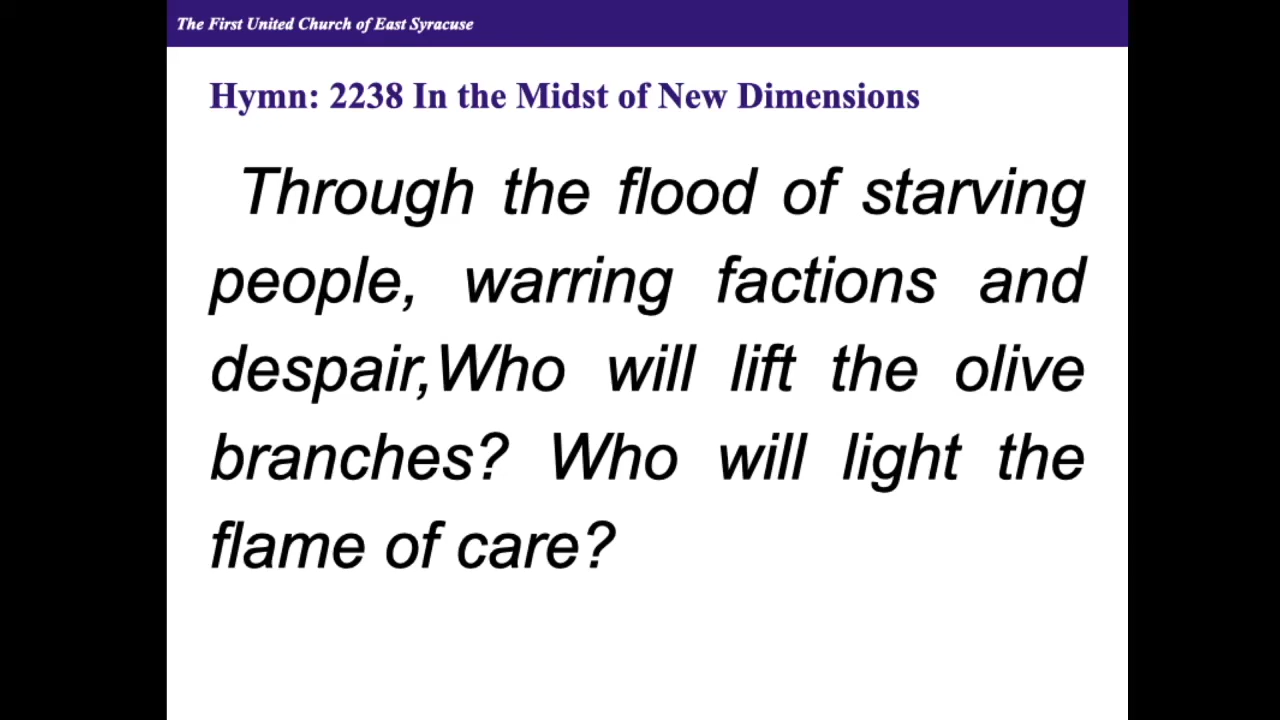 The First United Church of East Syracuse
Hymn: 2238 In the Midst of New Dimensions
Through the flood of starving
people, warring factions and
despair,Who will lift the olive
branches? Who will light the
flame of care?